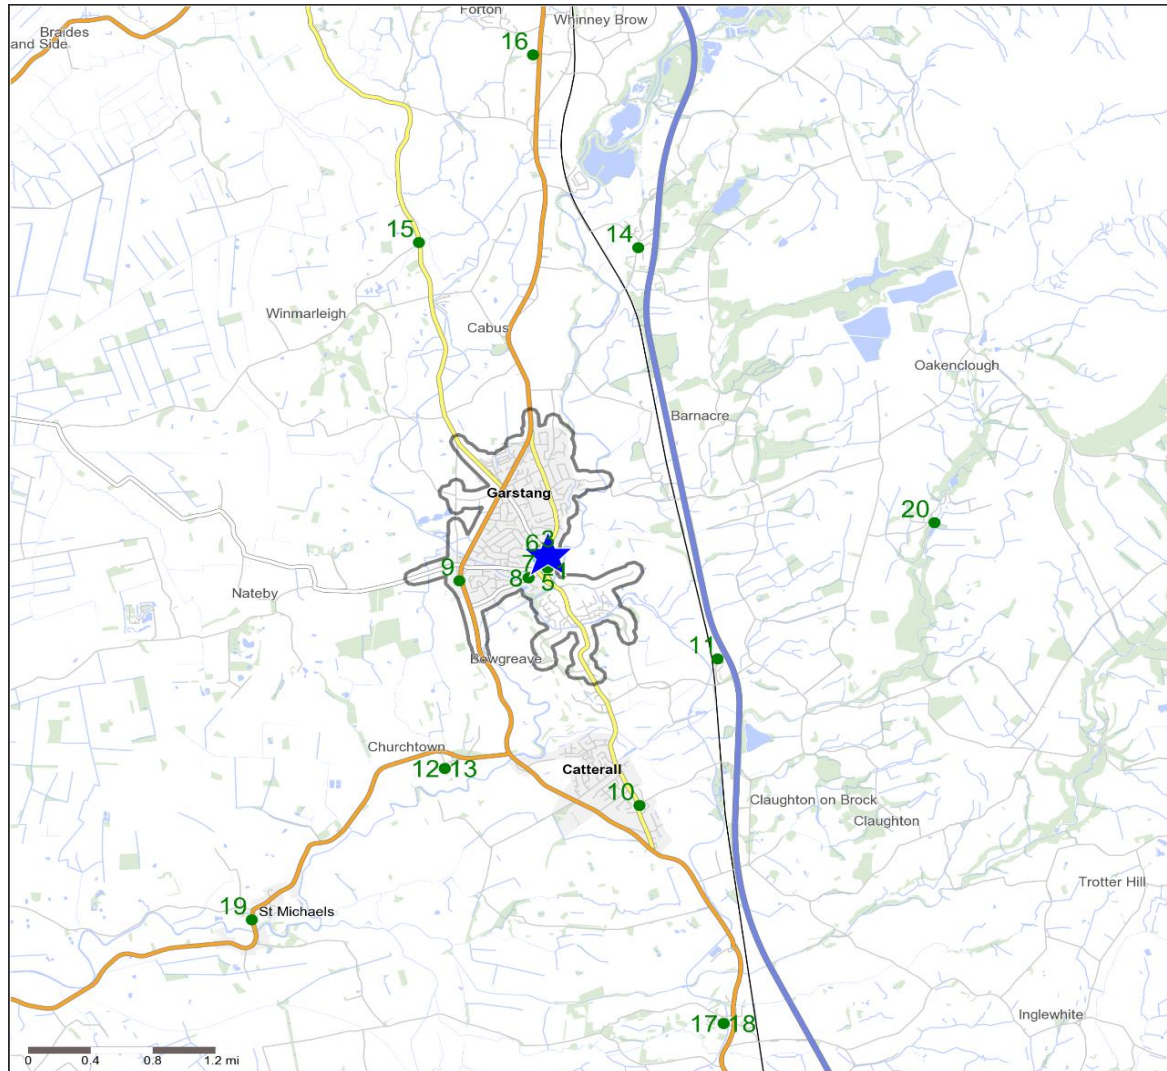 Forton
Whinney Brow
Braides
and Side
16
15
14
Winmarleigh
Cabus
Oakenclough
Barnacre
Garstang
20
6
7
9
8
5
Nateby
11
Bowgreave
Churchtown
12 13
Catterall
10
Claughton on Brock
Claughton
Trotter Hill
19
St Michaels
17 18
Inglewhite
0 0.4 0.8 1.2 mi